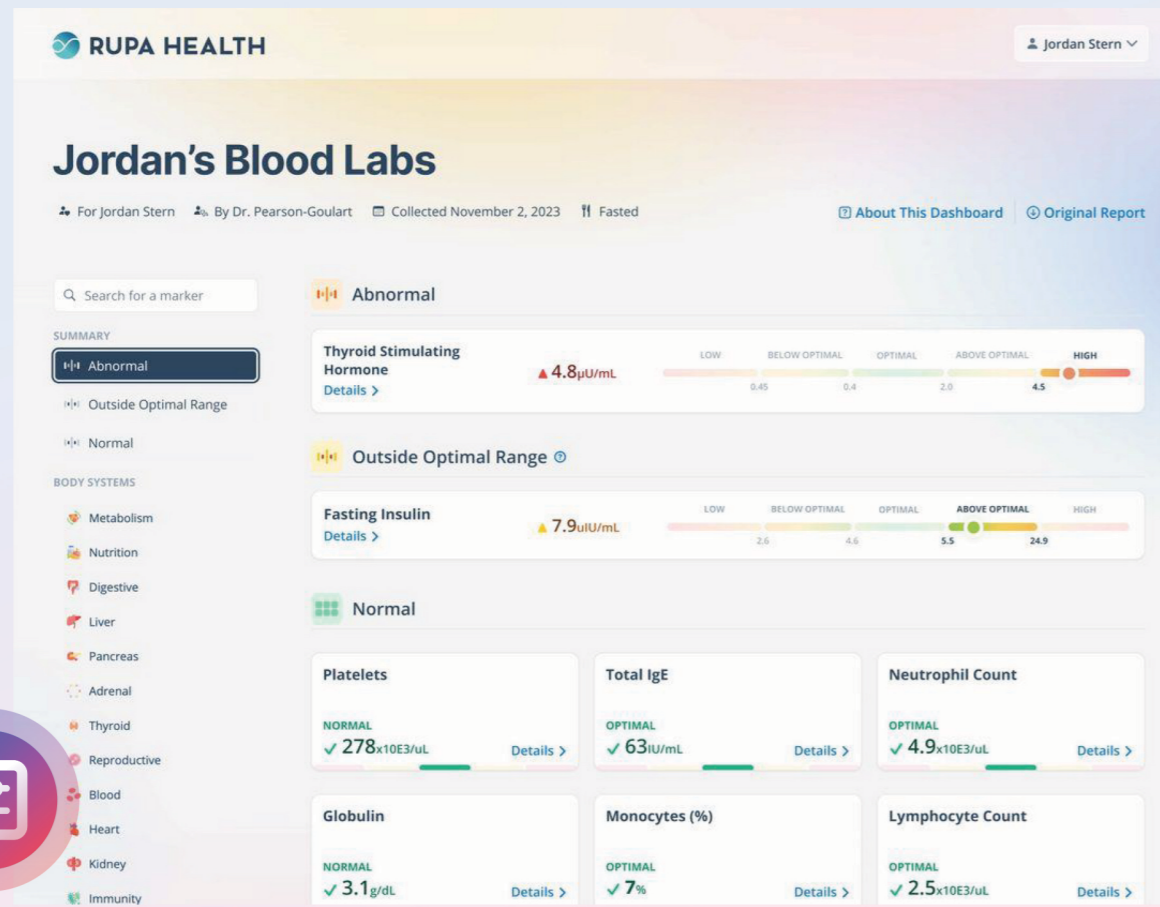 RUPA HEALTH
Jordan Stern
Jordan's Blood Labs
For Jordan Stern By Dr. Pearson-Goulart Collected November 2, 2023 Fasted
About This Dashboard Original Report
Search for a marker
SUMMARY
Abnormal
Outside Optimal Range
Normal
BODY SYSTEMS
Metabolism
Nutrition
Digestive
Liver
Pancreas
Adrenal
Thyroid
Reproductive
Blood
Heart
Kidney
Immunity
Abnormal
Thyroid Stimulating
Hormone
Details >
4.8μU/mL
LOW BELOW OPTIMAL OPTIMAL ABOVE OPTIMAL HIGH
0.45 0.4 2.0 4.5
Outside Optimal Range
Fasting Insulin
Details >
7.9uIU/mL
LOW BELOW OPTIMAL OPTIMAL ABOVE OPTIMAL HIGH
2.6 4.6 5.5 24.9
Normal
Platelets
NORMAL
278x10E3/uL Details >
Total IgE
OPTIMAL
63IU/mL Details >
Neutrophil Count
OPTIMAL
4.9x10E3/uL Details >
Globulin
NORMAL
3.1g/dL Details >
Monocytes (%)
OPTIMAL
7% Details >
Lymphocyte Count
OPTIMAL
2.5x10E3/uL Details >